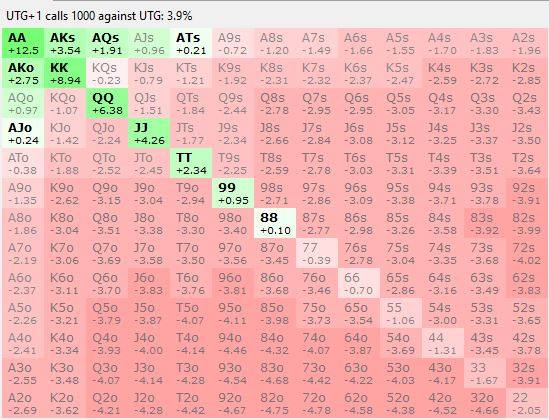 UTG+1 calls 1000 against UTG: 3.9%
AA AKs AQs AJs ATs A9s A8s A7s A6s A5s A4s A3s A2s
+12.5 +3.54 +1.91 +0.96 +0.21 -0.72 -1.20 -1.49 -1.66 -1.55 -1.70 -1.83 -1.96
AKo KK KQs KJs KTs K9s K8s K7s K6s K5s K4s K3s K2s
+2.75 +8.94 -0.23 -0.79 -1.21 -1.92 -2.31 -2.32 -2.37 -2.47 -2.59 -2.72 -2.85
AQo KQo QQ QJs QTs Q9s Q8s Q7s Q6s Q5s Q4s Q3s Q2s
+0.97 -1.07 +6.38 -1.51 -1.84 -2.44 -2.78 -2.95 -2.95 -3.05 -3.17 -3.30 -3.43
AJo KJo QJo JJ JTs J9s J8s J7s J6s J5s J4s J3s J2s
+0.24 -1.42 -2.24 +4.26 -1.77 -2.34 -2.66 -2.84 -3.08 -3.12 -3.25 -3.37 -3.50
ATo KTo QTo JTo TT T9s T8s T7s T6s T5s T4s T3s T2s
-0.38 -1.88 -2.52 -2.45 +2.34 -2.25 -2.59 -2.78 -3.03 -3.31 -3.39 -3.51 -3.64
A9o K9o Q9o J9o T9o 99 98s 97s 96s 95s 94s 93s 92s
-1.35 -2.62 -3.15 -3.04 -2.94 +0.95 -2.71 -2.86 -3.09 -3.38 -3.71 -3.78 -3.91
A8o K8o Q8o J8o T8o 98o 88 87s 86s 85s 84s 83s 82s
-1.86 -3.04 -3.51 -3.38 -3.30 -3.40 +0.10 -2.77 -2.98 -3.26 -3.58 -3.92 -3.99
A7o K7o Q7o J7o T7o 97o 87o 77 76s 75s 74s 73s 72s
-2.19 -3.06 -3.69 -3.58 -3.50 -3.56 -3.45 -0.39 -2.83 -3.04 -3.35 -3.68 -4.02
A6o K6o Q6o J6o T6o 96o 86o 76o 66 65s 64s 63s 62s
-2.37 -3.11 -3.70 -3.83 -3.76 -3.81 -3.68 -3.51 -0.70 -2.86 -3.16 -3.49 -3.83
A5o K5o Q5o J5o T5o 95o 85o 75o 65o 55 54s 53s 52s
-2.26 -3.21 -3.79 -3.87 -4.07 -4.11 -3.98 -3.73 -3.54 -1.06 -3.00 -3.31 -3.65
A4o K4o Q4o J4o T4o 94o 84o 74o 64o 54o 44 43s 42s
-2.41 -3.34 -3.93 -4.00 -4.14 -4.46 -4.32 -4.07 -3.87 -3.69 -1.31 -3.45 -3.78
A3o K3o Q3o J3o T3o 93o 83o 73o 63o 53o 43o 33 32s
-2.55 -3.48 -4.07 -4.14 -4.28 -4.54 -4.68 -4.42 -4.22 -4.03 -4.17 -1.67 -3.91
A2o K2o Q2o J2o T2o 92o 82o 72o 62o 52o 42o 32o 22
-2.69 -3.62 -4.21 -4.28 -4.42 -4.67 -4.75 -4.78 -4.58 -4.38 -4.52 -4.66 -2.05